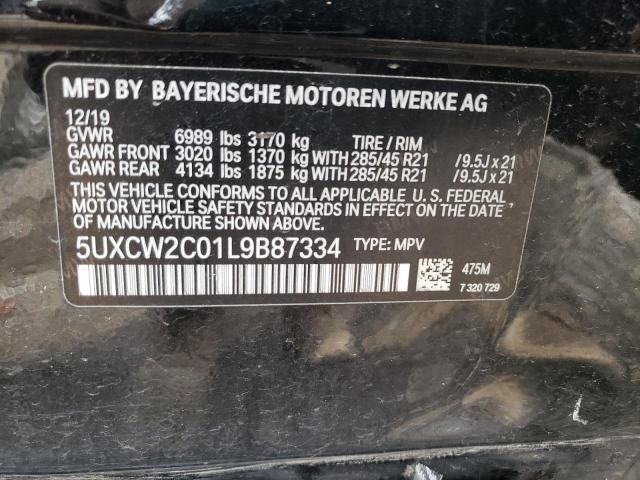 MFD BY BAYERISCHE MOTOREN WERKE AG
12/19
GVWR 6989 lbs 3170 kg TIRE / RIM
GAWR FRONT 3020 lbs 1370 kg WITH 285/45 R21 /9.5J x 21
GAWR REAR 4134 lbs 1875 kg WITH 285/45 R21 /9.5J x 21
THIS VEHICLE CONFORMS TO ALL APPLICABLE U. S. FEDERAL
MOTOR VEHICLE SAFETY STANDARDS IN EFFECT ON THE DATE
OF MANUFACTURE SHOWN ABOVE.
5UXCW2C01L9B87334 TYPE: MPV
475M
7 320 729